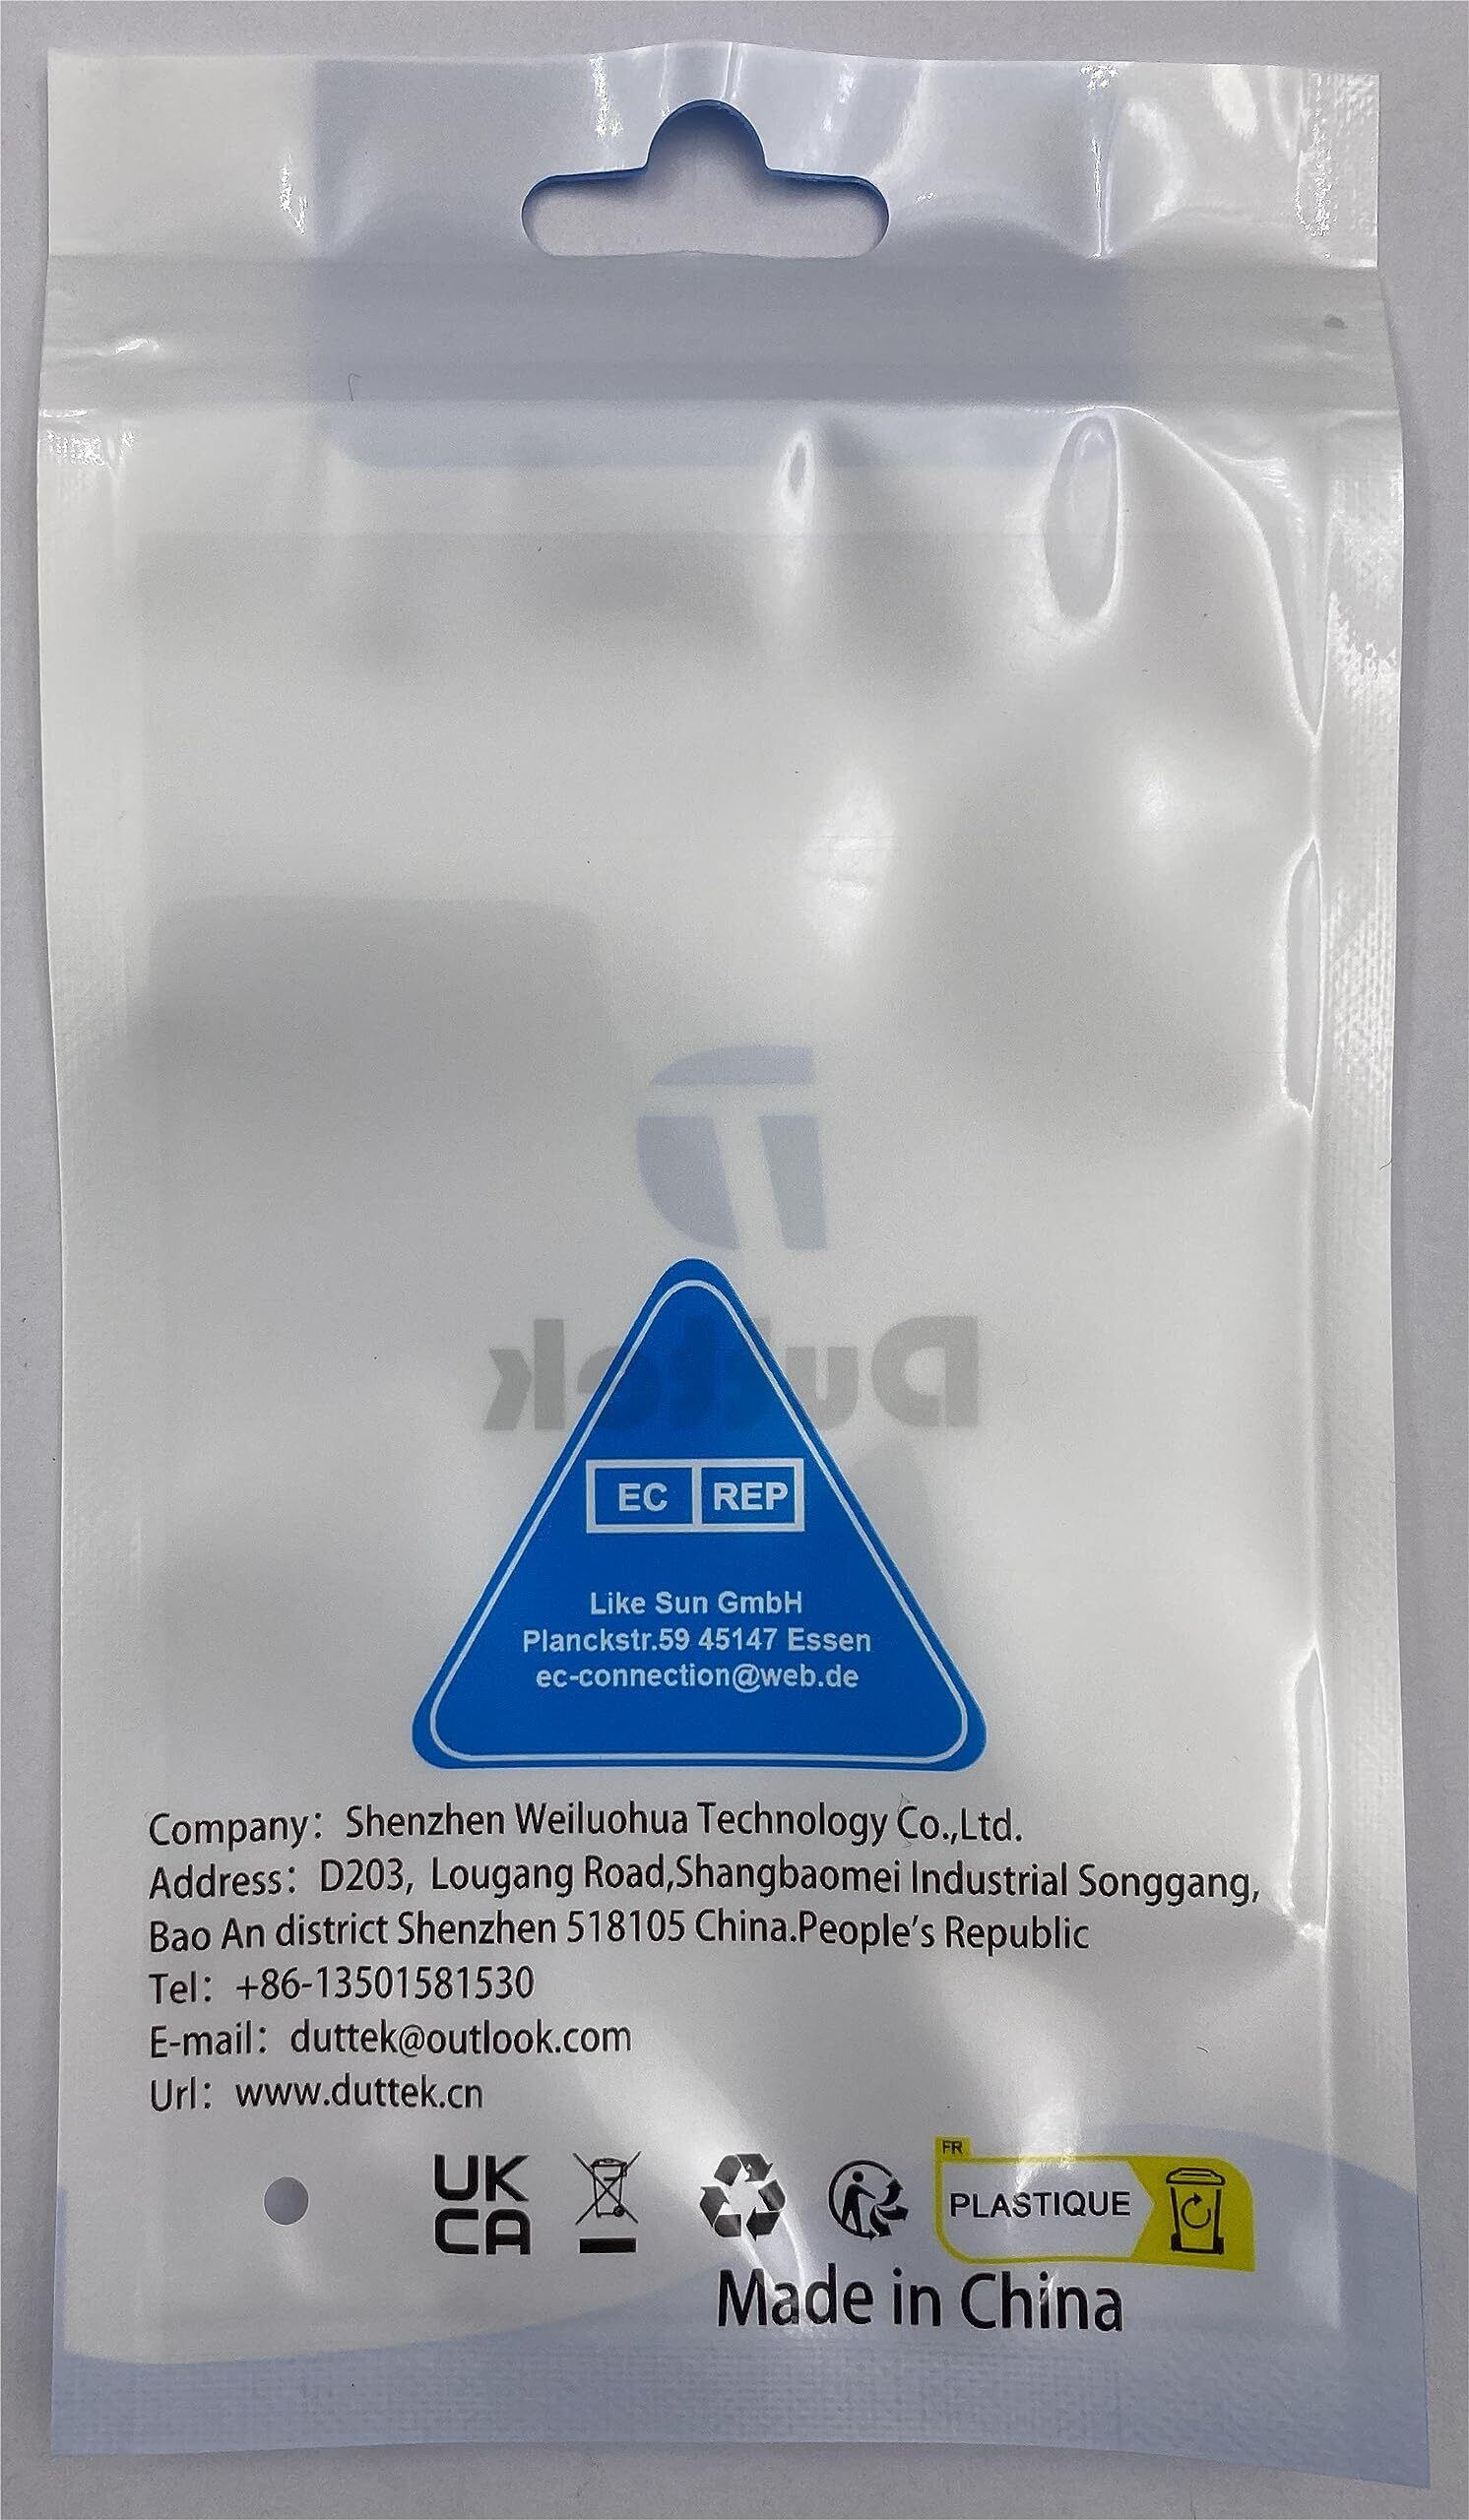 Duttek
EC REP
Like Sun GmbH
Planckstr.59 45147 Essen
ec-connection@web.de
Company: Shenzhen Weiluohua Technology Co.,Ltd.
Address: D203, Lougang Road,Shangbaomei Industrial Songgang,
Bao An district Shenzhen 518105 China.People's Republic
Tel: +86-13501581530
E-mail: duttek@outlook.com
Url: www.duttek.cn
UK
CA
FR
PLASTIQUE
Made in China